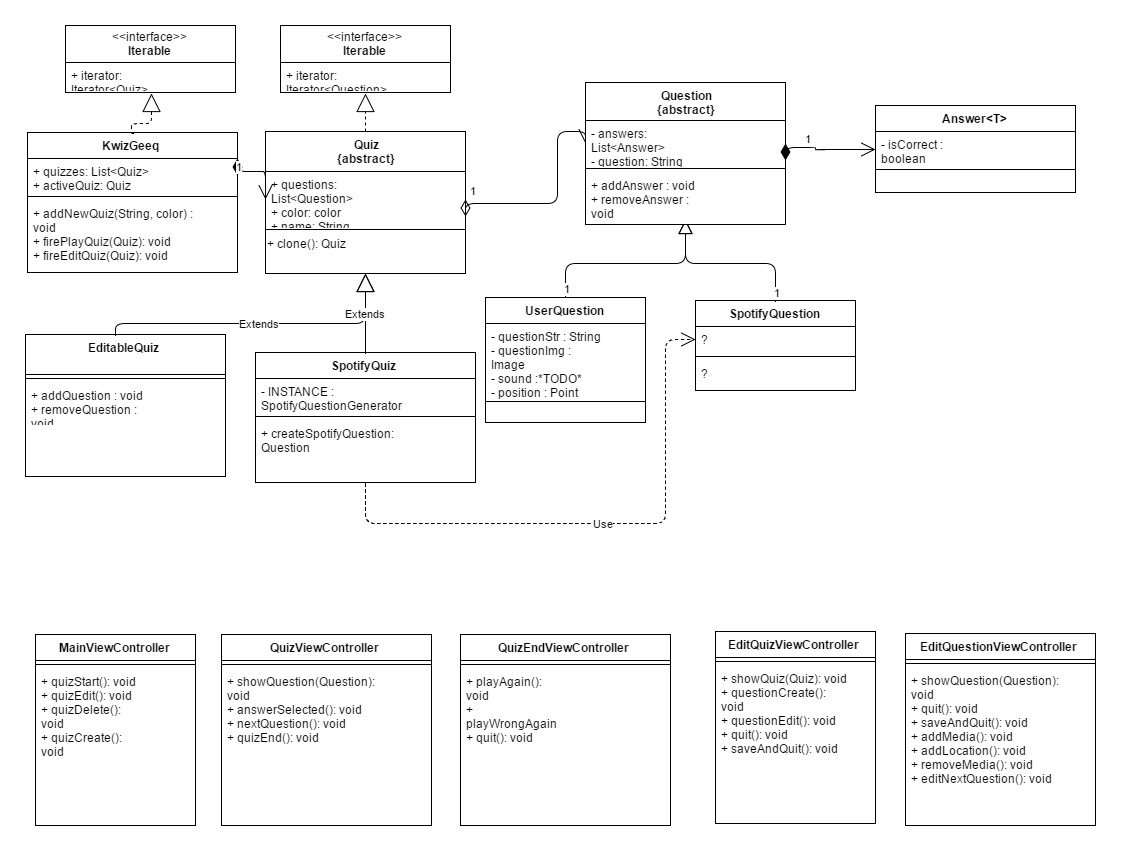 <<interface>>
Iterable
+ iterator:
Iterator<Quiz>
<<interface>>
Iterable
+ iterator:
Iterator<Question>
KwizGeeq
+ quizzes: List<Quiz>
+ activeQuiz: Quiz
+ addNewQuiz(String, color) :
void
+ firePlayQuiz(Quiz): void
+ fireEditQuiz(Quiz): void
1
Quiz
{abstract}
+ questions:
List<Question>
+ color: color
+ name: String
+ clone(): Quiz
1
Question
{abstract}
- answers:
List<Answer>
- question: String
+ addAnswer : void
+ removeAnswer :
void
1
Answer<T>
- isCorrect :
boolean
Extends
Extends
EditableQuiz
+ addQuestion : void
+ removeQuestion :
void
SpotifyQuiz
- INSTANCE :
SpotifyQuestionGenerator
+ createSpotifyQuestion:
Question
1
UserQuestion
- questionStr : String
- questionImg :
Image
- sound :*TODO*
- position : Point
1
SpotifyQuestion
?
?
Use
MainViewController
+ quizStart(): void
+ quizEdit(): void
+ quizDelete():
void
+ quizCreate():
void
QuizViewController
+ showQuestion(Question):
void
+ answerSelected(): void
+ nextQuestion(): void
+ quizEnd(): void
QuizEndViewController
+ playAgain():
void
+
playWrongAgain
+ quit(): void
EditQuizViewController
+ showQuiz(Quiz): void
+ questionCreate():
void
+ questionEdit(): void
+ quit(): void
+ saveAndQuit(): void
EditQuestionViewController
+ showQuestion(Question):
void
+ quit(): void
+ saveAndQuit(): void
+ addMedia(): void
+ addLocation(): void
+ removeMedia(): void
+ editNextQuestion(): void